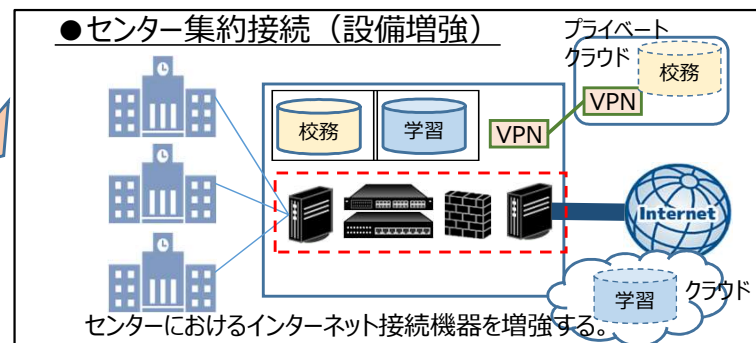 ●センター集約接続（設備増強）
プライベート
クラウド
校務
VPN
校務
学習
VPN
Internet
学習
クラウド
センターにおけるインターネット接続機器を増強する。